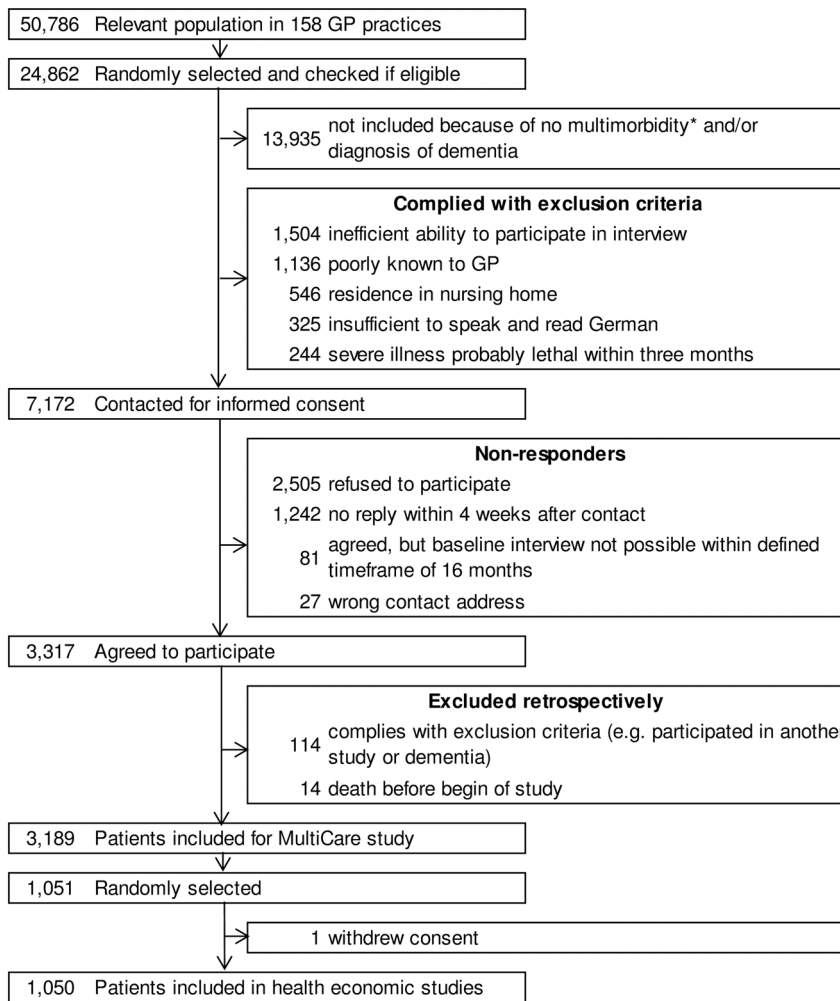 50,786 Relevant population in 158 GP practices
24,862 Randomly selected and checked if eligible
13,935 not included because of no multimorbidity* and/or
diagnosis of dementia
Complied with exclusion criteria
1,504 inefficient ability to participate in interview
1,136 poorly known to GP
546 residence in nursing home
325 insufficient to speak and read German
244 severe illness probably lethal within three months
7,172 Contacted for informed consent
Non-responders
2,505 refused to participate
1,242 no reply within 4 weeks after contact
81 agreed, but baseline interview not possible within defined
timeframe of 16 months
27 wrong contact address
3,317 Agreed to participate
Excluded retrospectively
114 complies with exclusion criteria (e.g. participated in another
study or dementia)
14 death before begin of study
3,189 Patients included for MultiCare study
1,051 Randomly selected
1 withdrew consent
1,050 Patients included in health economic studies